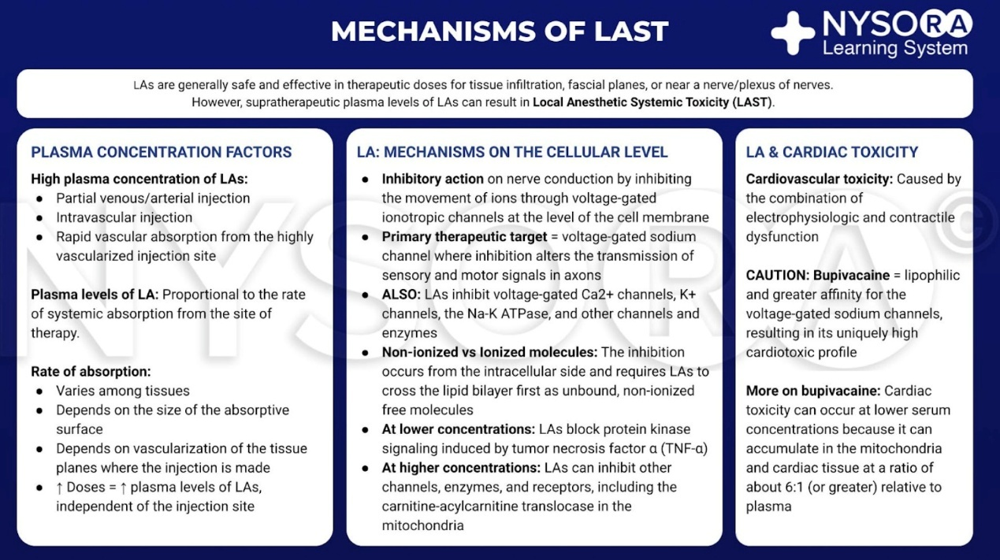 MECHANISMS OF LAST
NYSORA
Learning System
LAs are generally safe and effective in therapeutic doses for tissue infiltration, fascial planes, or near a nerve/plexus of nerves.
However, supratherapeutic plasma levels of LAs can result in Local Anesthetic Systemic Toxicity (LAST).
PLASMA CONCENTRATION FACTORS
High plasma concentration of LAs:
● Partial venous/arterial injection
● Intravascular injection
● Rapid vascular absorption from the highly
vascularized injection site
Plasma levels of LA: Proportional to the rate
of systemic absorption from the site of
therapy.
Rate of absorption:
● Varies among tissues
● Depends on the size of the absorptive
surface
● Depends on vascularization of the tissue
planes where the injection is made
● ↑ Doses = ↑ plasma levels of LAs,
independent of the injection site
LA: MECHANISMS ON THE CELLULAR LEVEL
● Inhibitory action on nerve conduction by inhibiting
the movement of ions through voltage-gated
ionotropic channels at the level of the cell membrane
● Primary therapeutic target = voltage-gated sodium
channel where inhibition alters the transmission of
sensory and motor signals in axons
● ALSO: LAs inhibit voltage-gated Ca2+ channels, K+
channels, the Na-K ATPase, and other channels and
enzymes
● Non-ionized vs Ionized molecules: The inhibition
occurs from the intracellular side and requires LAs to
cross the lipid bilayer first as unbound, non-ionized
free molecules
● At lower concentrations: LAs block protein kinase
signaling induced by tumor necrosis factor α (TNF-α)
● At higher concentrations: LAs can inhibit other
channels, enzymes, and receptors, including the
carnitine-acylcarnitine translocase in the
mitochondria
LA & CARDIAC TOXICITY
Cardiovascular toxicity: Caused by
the combination of
electrophysiologic and contractile
dysfunction
CAUTION: Bupivacaine = lipophilic
and greater affinity for the
voltage-gated sodium channels,
resulting in its uniquely high
cardiotoxic profile
More on bupivacaine: Cardiac
toxicity can occur at lower serum
concentrations because it can
accumulate in the mitochondria
and cardiac tissue at a ratio of
about 6:1 (or greater) relative to
plasma
NYSORA©